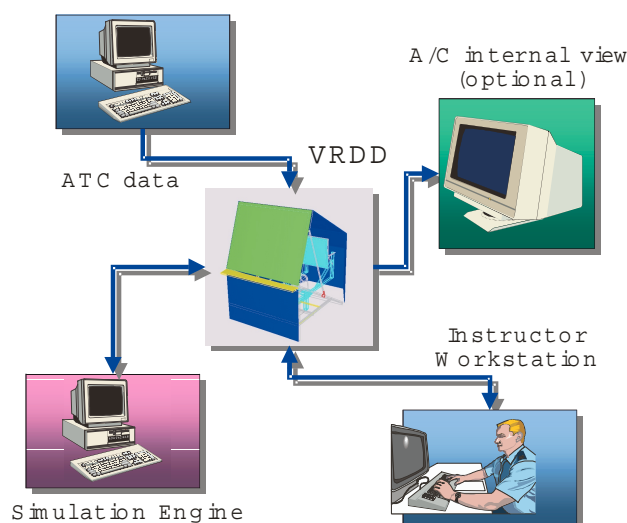 A/C internal view
(optional)
VRDD
ATC data
Instructor
Workstation
Simulation Engine